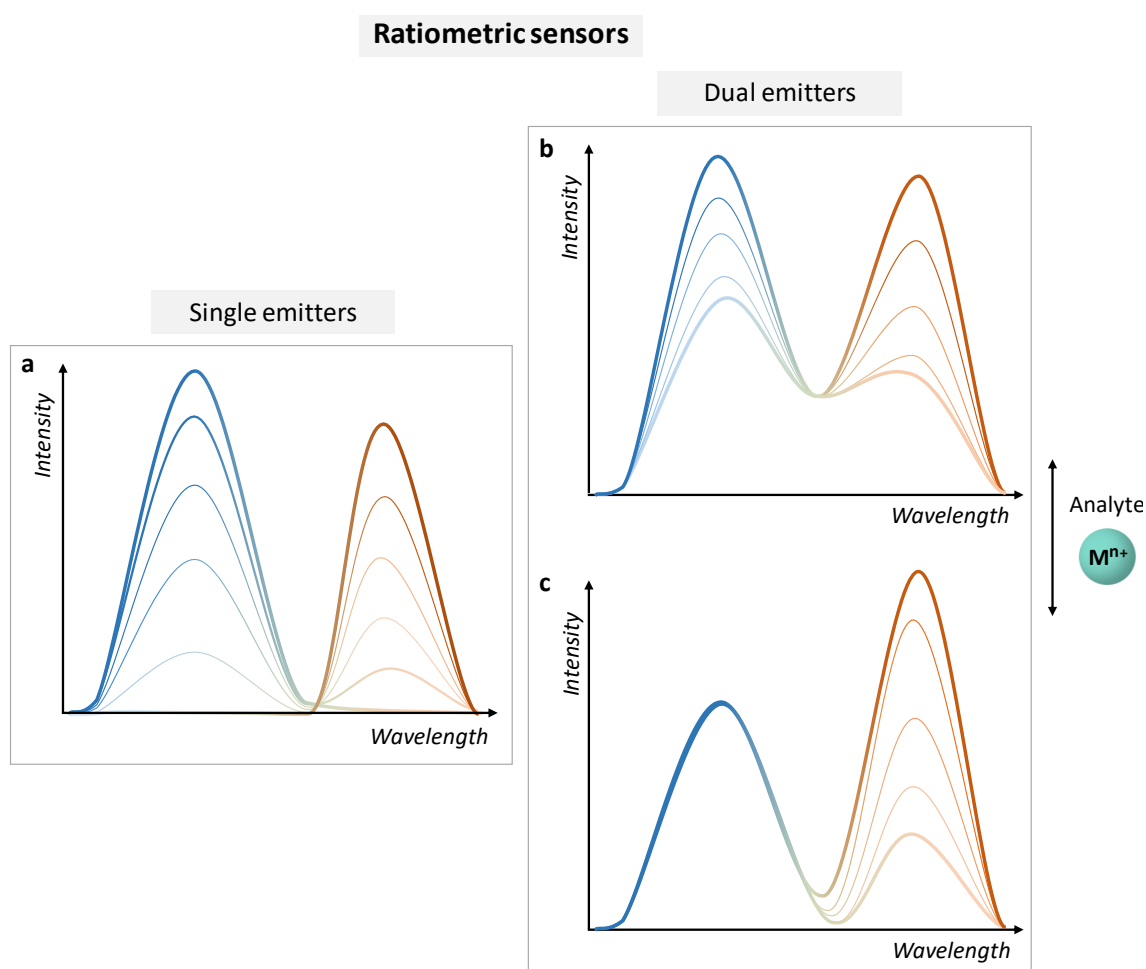 Ratiometric sensors
Dual emitters
b
Intensity
Wavelength
Single emitters
a
Intensity
Wavelength
Analyte
Mⁿ⁺
c
Intensity
Wavelength